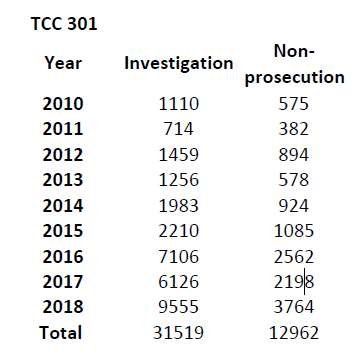 TCC 301
Year Investigation Non-prosecution
2010 1110 575
2011 714 382
2012 1459 894
2013 1256 578
2014 1983 924
2015 2210 1085
2016 7106 2562
2017 6126 2198
2018 9555 3764
Total 31519 12962